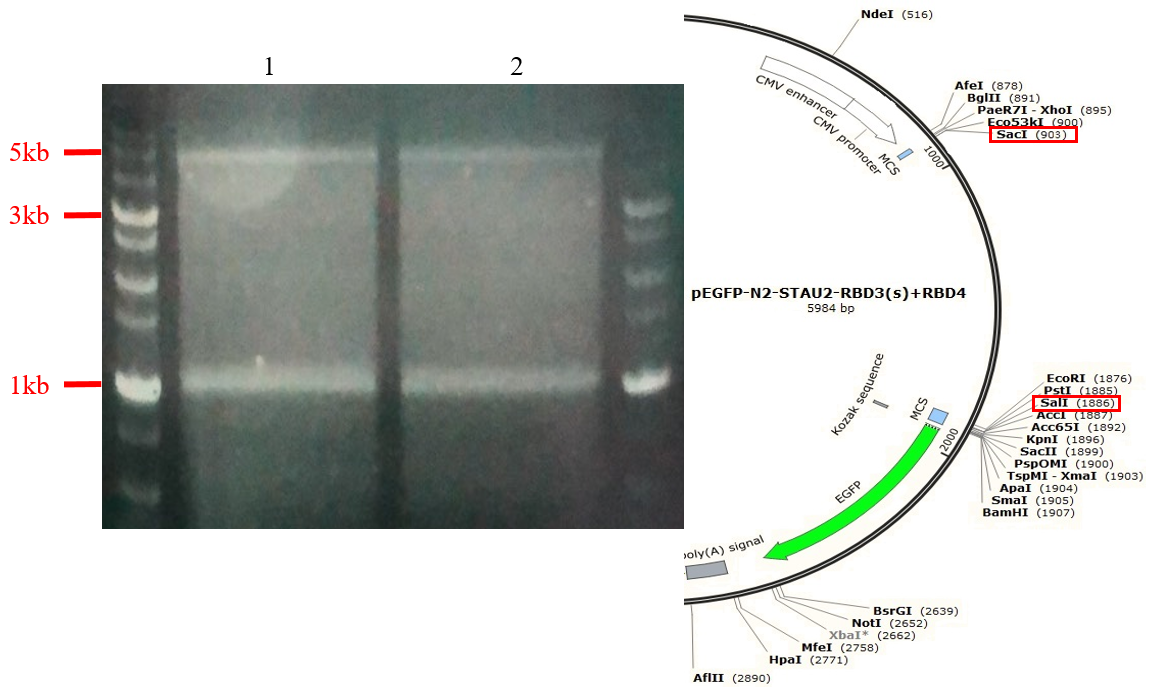 1
2
5kb
3kb
1kb
NdeI (516)
CMV enhancer
CMV promoter
MCS
AfeI (878)
BglII (891)
PaeR7I - XhoI (895)
Eco53kI (900)
SacI (903)
1000
pEGFP-N2-STAU2-RBD3(s)+RBD4
5984 bp
Kozak sequence
MCS
EcoRI (1876)
PstI (1885)
SalI (1886)
AccI (1887)
Acc65I (1892)
KpnI (1896)
SacII (1899)
PspOMI (1900)
TspMI - XmaI (1903)
ApaI (1904)
SmaI (1905)
BamHI (1907)
2000
EGFP
poly(A) signal
BsrGI (2639)
NotI (2652)
XbaI* (2662)
MfeI (2758)
HpaI (2771)
AflII (2890)